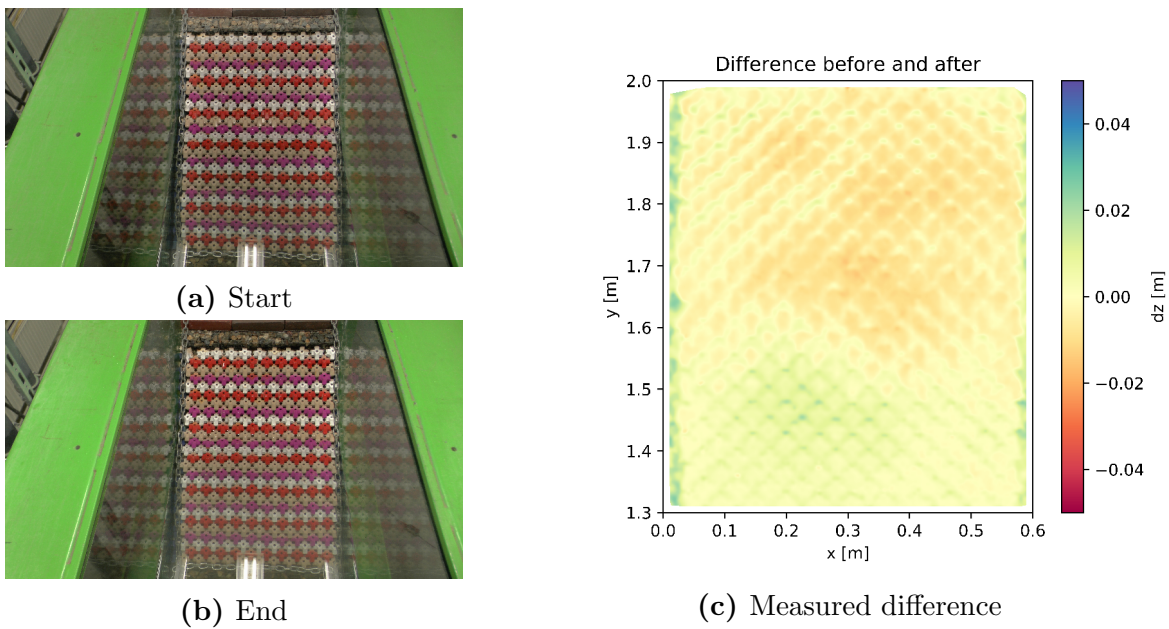 (a) Start
(b) End
Difference before and after
2.0
1.9
1.8
1.7
1.6
1.5
1.4
1.3
y [m]
0.0
0.1
0.2
0.3
0.4
0.5
0.6
x [m]
0.04
0.02
0.00
−0.02
−0.04
dz [m]
(c) Measured difference